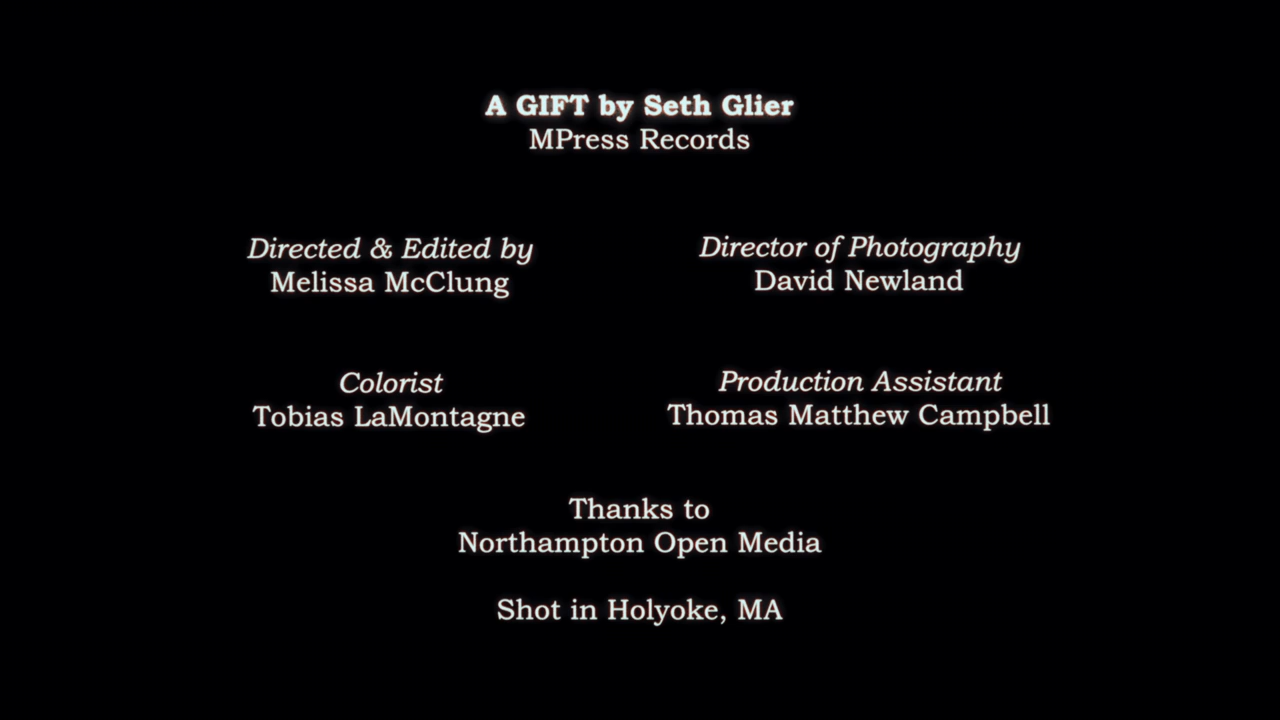 A GIFT by Seth Glier
MPress Records
Directed & Edited by
Melissa McClung
Director of Photography
David Newland
Colorist
Tobias LaMontagne
Production Assistant
Thomas Matthew Campbell
Thanks to
Northampton Open Media
Shot in Holyoke, MA